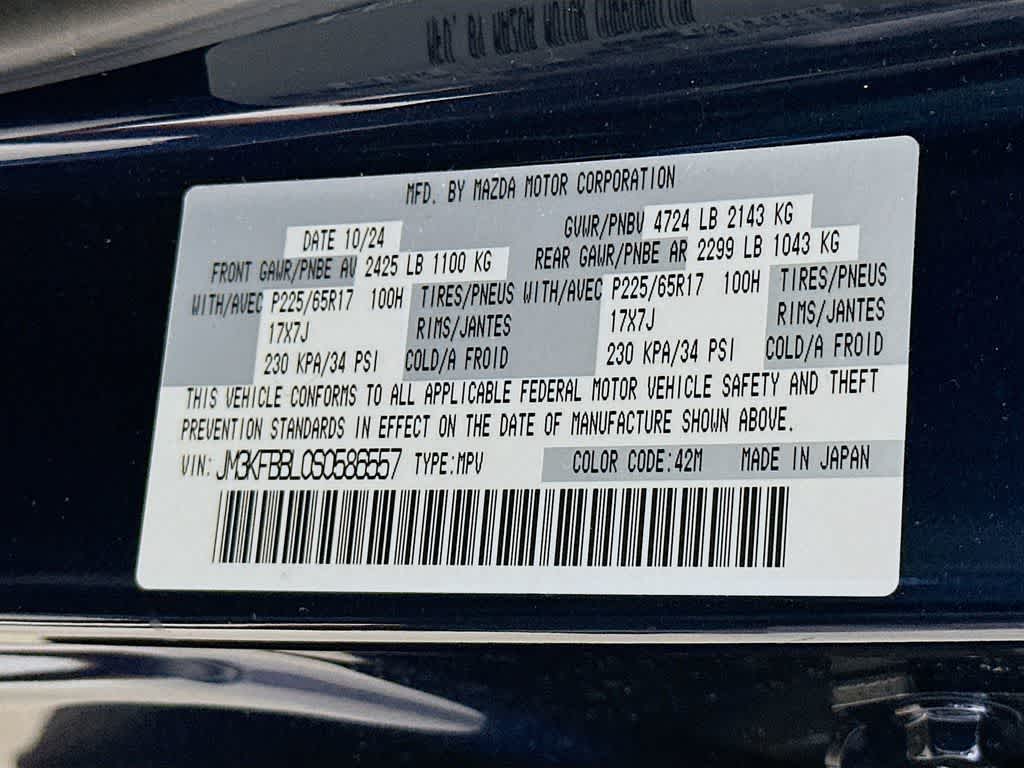 MFD. BY MAZDA MOTOR CORPORATION
DATE 10/24 GVWR/PNBV 4724 LB 2143 KG
FRONT GAWR/PNBE AV 2425 LB 1100 KG REAR GAWR/PNBE AR 2299 LB 1043 KG
WITH/AVEC P225/65R17 100H TIRES/PNEUS WITH/AVEC P225/65R17 100H TIRES/PNEUS
17X7J RIMS/JANTES 17X7J RIMS/JANTES
230 KPA/34 PSI COLD/A FROID 230 KPA/34 PSI COLD/A FROID
THIS VEHICLE CONFORMS TO ALL APPLICABLE FEDERAL MOTOR VEHICLE SAFETY AND THEFT
PREVENTION STANDARDS IN EFFECT ON THE DATE OF MANUFACTURE SHOWN ABOVE.
VIN: JM3KFBBL0S0586557 TYPE:MPV COLOR CODE:42M MADE IN JAPAN